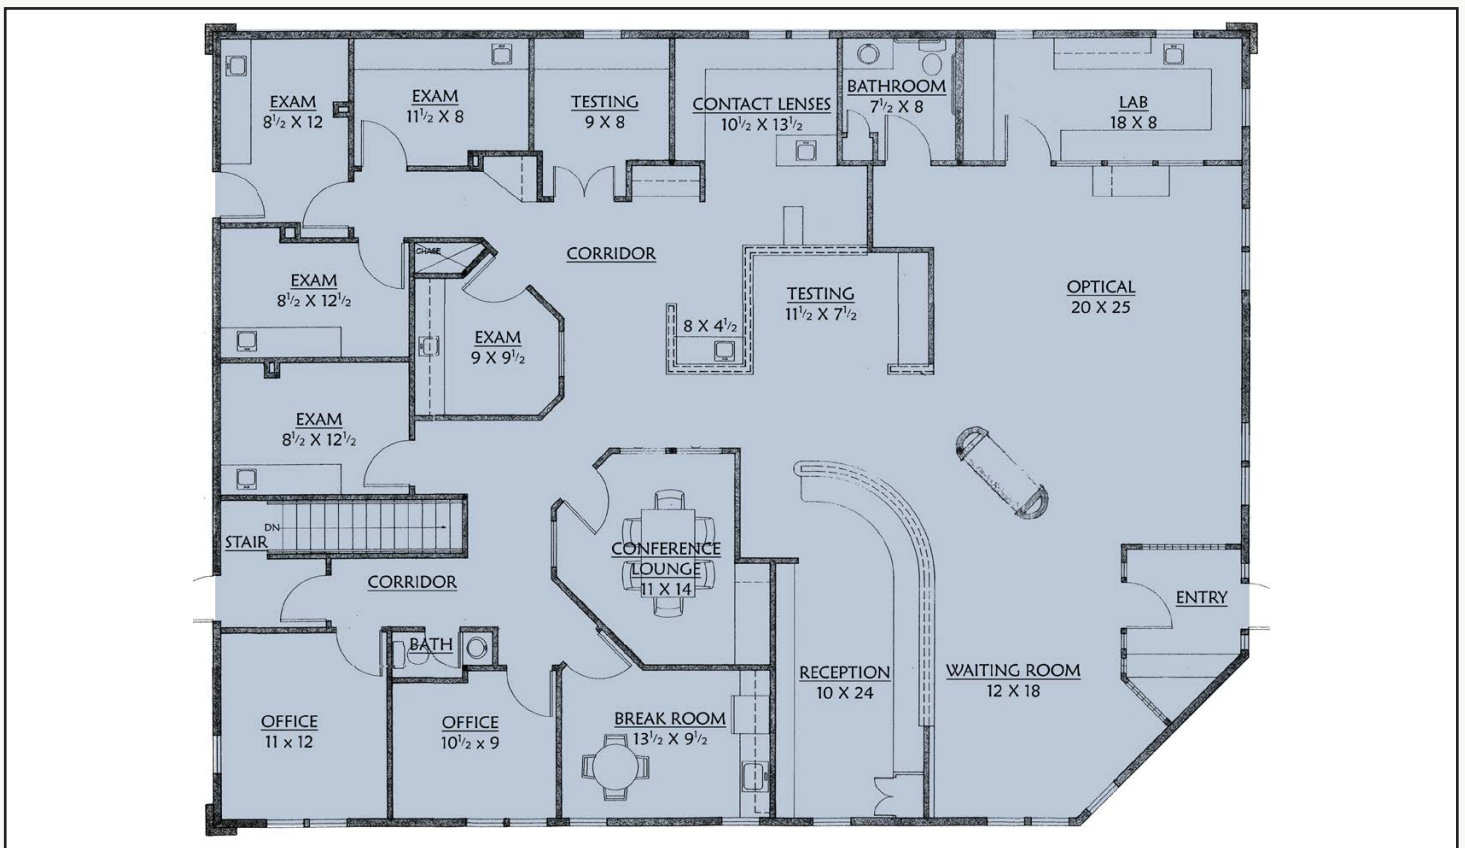 EXAM
8½ X 12
EXAM
11½ X 8
TESTING
9 X 8
CONTACT LENSES
10½ X 13½
BATHROOM
7½ X 8
LAB
18 X 8
CORRIDOR
CHASE
EXAM
8½ X 12½
EXAM
9 X 9½
8 X 4½
TESTING
11½ X 7½
OPTICAL
20 X 25
EXAM
8½ X 12½
DN
STAIR
CORRIDOR
CONFERENCE
LOUNGE
11 X 14
ENTRY
BATH
RECEPTION
10 X 24
WAITING ROOM
12 X 18
OFFICE
11 x 12
OFFICE
10½ x 9
BREAK ROOM
13½ X 9½